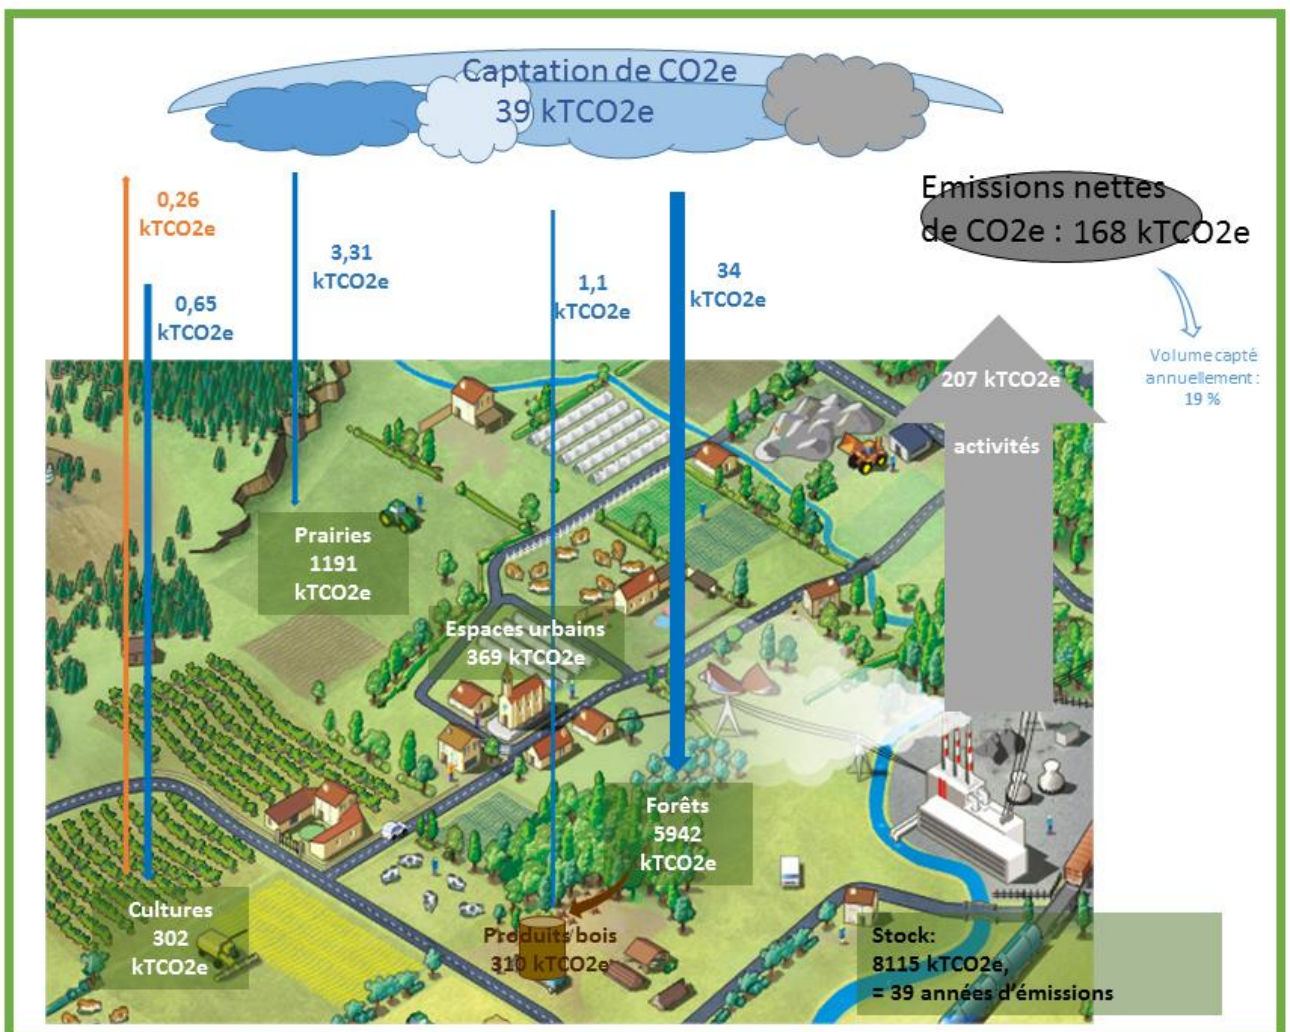 Captation de CO2e
39 kTCO2e
Emissions nettes
de CO2e : 168 kTCO2e
0,26
kTCO2e
0,65
kTCO2e
3,31
kTCO2e
1,1
kTCO2e
34
kTCO2e
Volume capté
annuellement :
19 %
207 kTCO2e
activités
Prairies
1191
kTCO2e
Espaces urbains
369 kTCO2e
Forêts
5942
kTCO2e
Cultures
302
kTCO2e
Produits bois
310 kTCO2e
Stock:
8115 kTCO2e,
= 39 années d'émissions